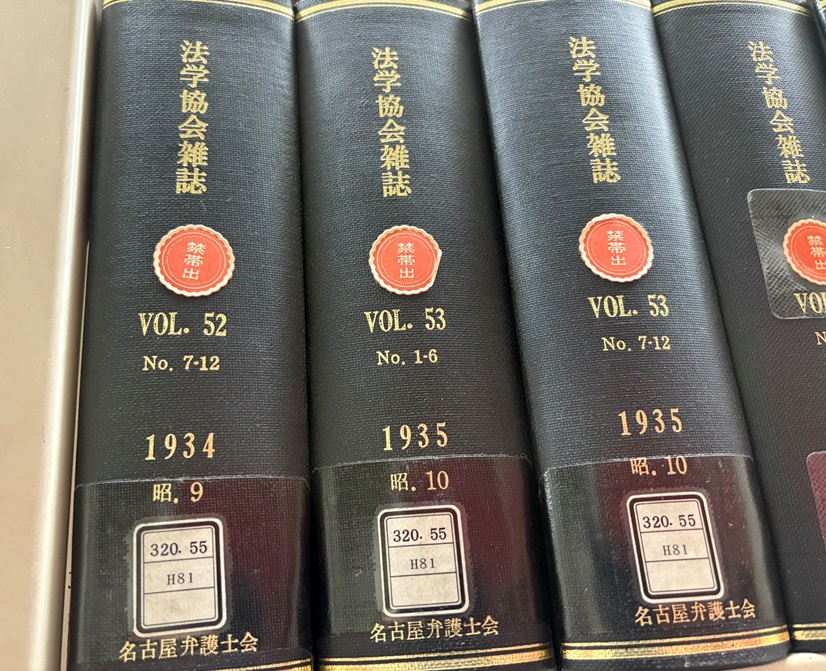 法学協会雑誌
禁帯出
VOL. 52
No. 7-12
1934
昭. 9
320.55
H81
名古屋弁護士会
法学協会雑誌
禁帯出
VOL. 53
No. 1-6
1935
昭. 10
320.55
H81
名古屋弁護士会
法学協会雑誌
禁帯出
VOL. 53
No. 7-12
1935
昭. 10
320.55
H81
名古屋弁護士会
法学協会雑誌
禁帯出